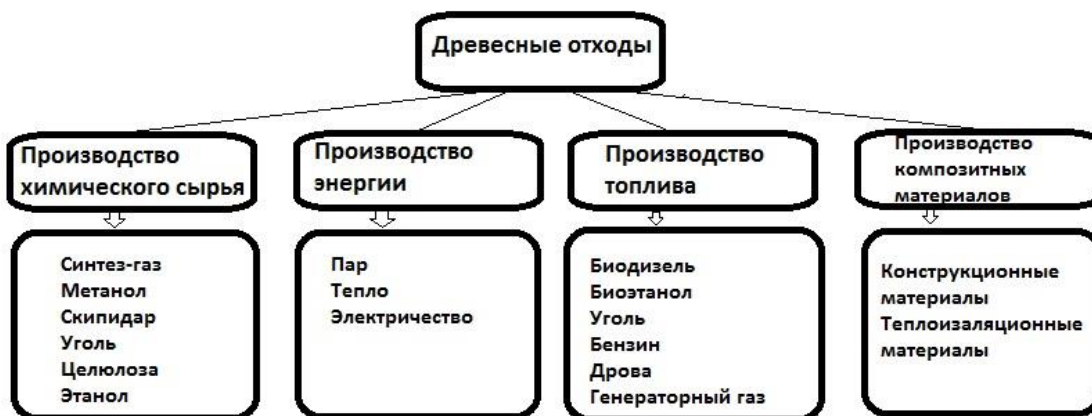 Древесные отходы
Производство
химического сырья
Производство
энергии
Производство
топлива
Производство
композитных
материалов
Синтез-газ
Метанол
Скипидар
Уголь
Целюлоза
Этанол
Пар
Тепло
Электричество
Биодизель
Биоэтанол
Уголь
Бензин
Дрова
Генераторный газ
Конструкционные
материалы
Теплоизаляционные
материалы